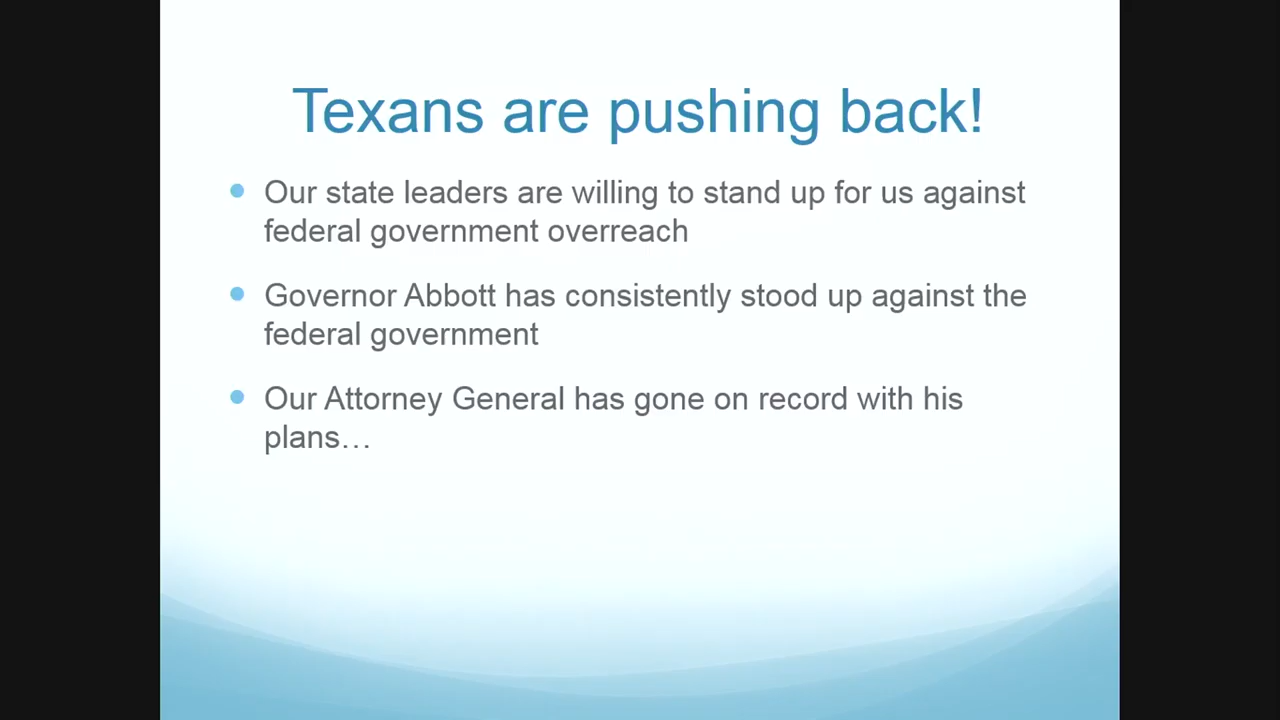 Texans are pushing back!
Our state leaders are willing to stand up for us against
federal government overreach
Governor Abbott has consistently stood up against the
federal government
Our Attorney General has gone on record with his
plans…